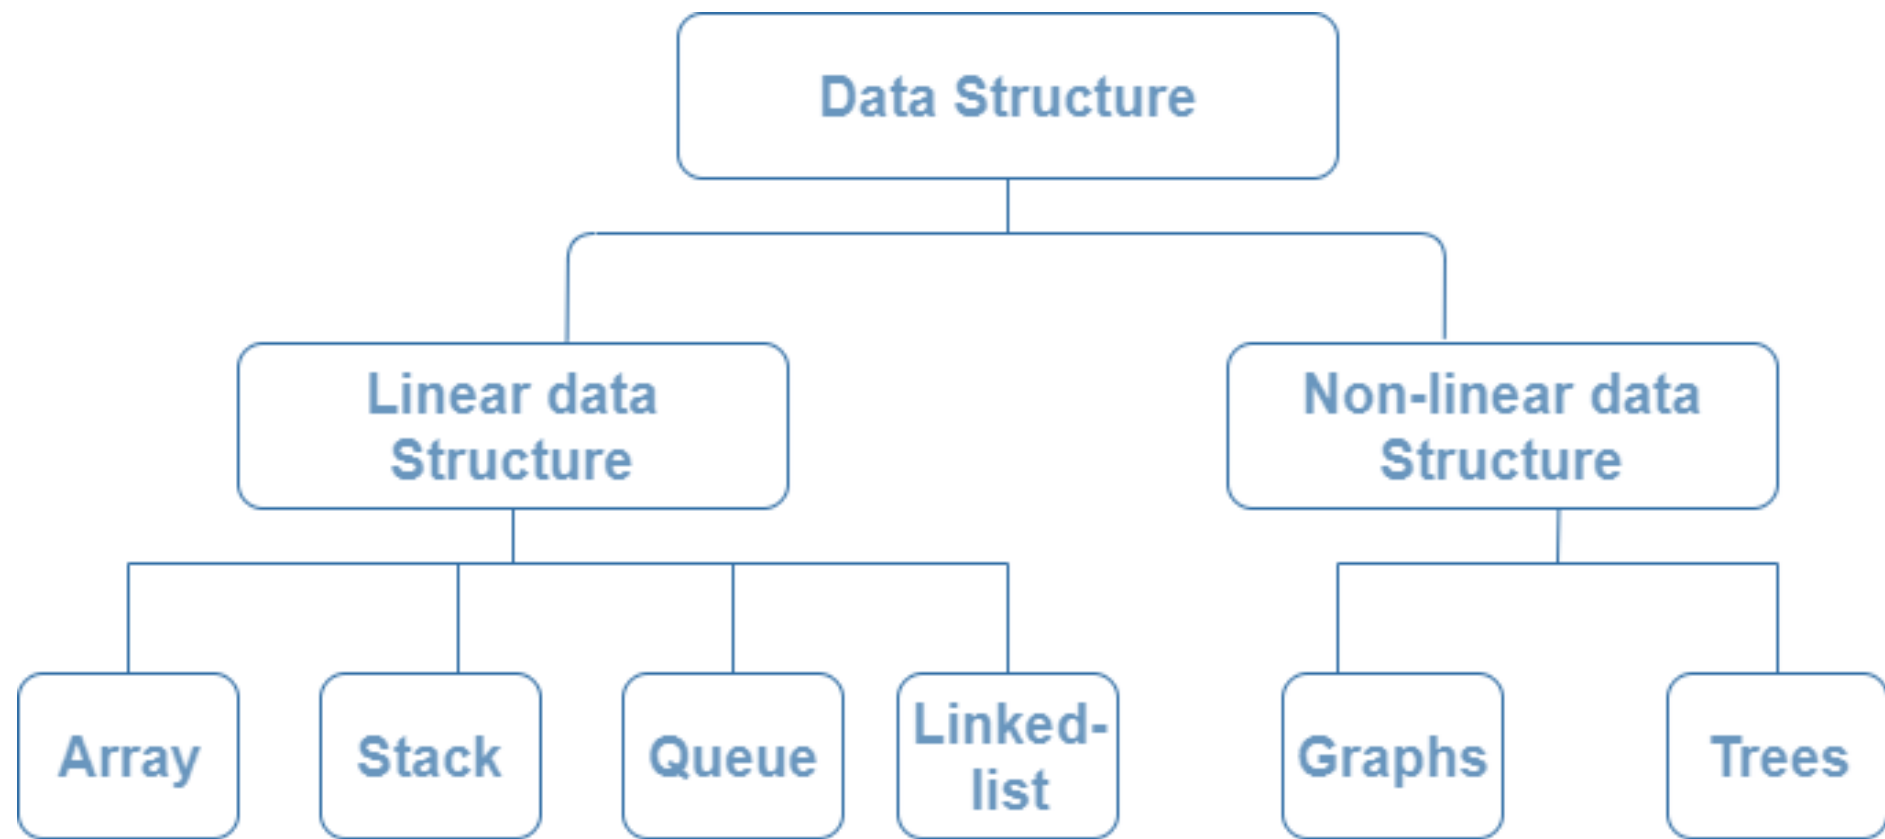 Data Structure
Linear data
Structure
Non-linear data
Structure
Array
Stack
Queue
Linked-
list
Graphs
Trees